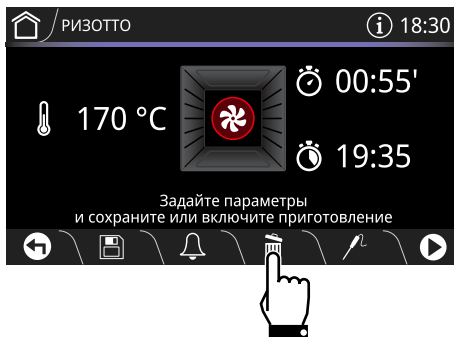 РИЗОТТО
18:30
170 °C
00:55'
19:35
Задайте параметры
и сохраните или включите приготовление